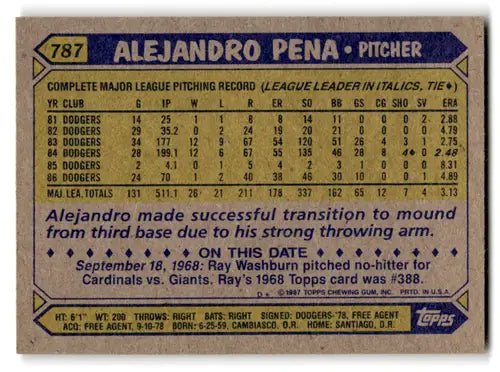 787 ALEJANDRO PENA • PITCHER
COMPLETE MAJOR LEAGUE PITCHING RECORD (LEAGUE LEADER IN ITALICS, TIE♦)
YR CLUB G IP W L R ER SO BB GS CG SHO SV ERA
81 DODGERS 14 25 1 1 8 8 14 11 0 0 0 2 2.88
82 DODGERS 29 35.2 0 2 24 19 20 21 0 0 0 0 4.79
83 DODGERS 34 177 12 9 67 54 120 51 26 4 3 1 2.75
84 DODGERS 28 199.1 12 6 67 55 135 46 28 8 4♦ 0 2.48
85 DODGERS 2 4.1 0 1 5 4 2 3 1 0 0 0 8.31
86 DODGERS 24 70 1 2 40 38 46 30 10 0 0 1 4.89
MAJ. LEA. TOTALS 131 511.1 26 21 211 178 337 162 65 12 7 4 3.13
Alejandro made successful transition to mound
from third base due to his strong throwing arm.
♦ ♦ ♦ ♦ ♦ ♦ ON THIS DATE ♦ ♦ ♦ ♦ ♦ ♦
September 18, 1968: Ray Washburn pitched no-hitter for
Cardinals vs. Giants. Ray's 1968 Topps card was #388.
D* ©1987 TOPPS CHEWING GUM, INC. PRTD. IN U.S.A.
HT: 6'1" WT: 200 THROWS: RIGHT BATS: RIGHT SIGNED: DODGERS-'78, FREE AGENT
ACQ: FREE AGENT, 9-10-78 BORN: 6-25-59, CAMBIASCO, D.R. HOME: SANTIAGO, D.R.
Topps